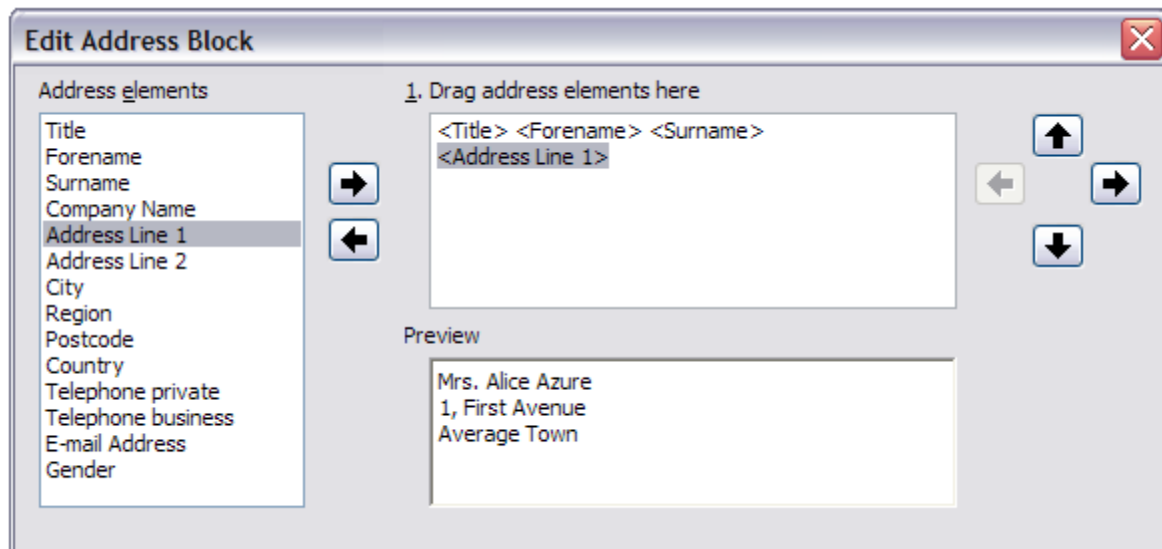 Edit Address Block
Address elements
Title
Forename
Surname
Company Name
Address Line 1
Address Line 2
City
Region
Postcode
Country
Telephone private
Telephone business
E-mail Address
Gender
1. Drag address elements here
<Title> <Forename> <Surname>
<Address Line 1>
Preview
Mrs. Alice Azure
1, First Avenue
Average Town